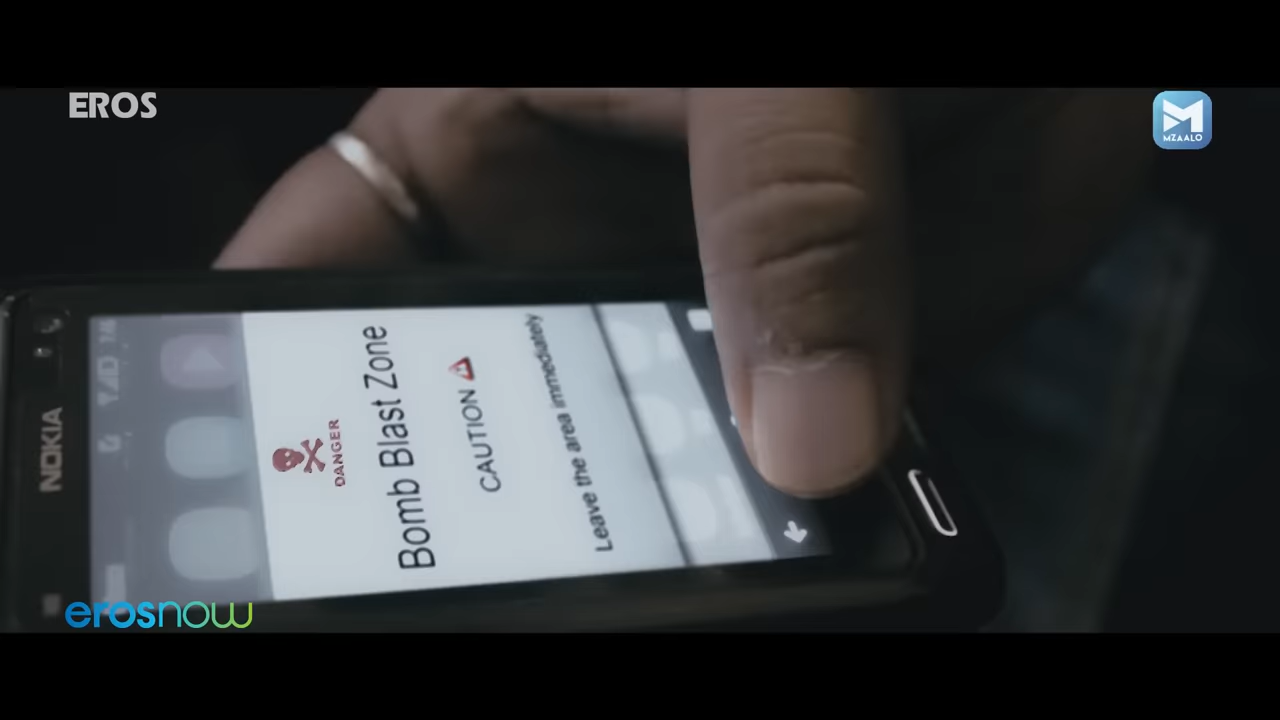 EROS
MZAALO
NOKIA
DANGER
Bomb Blast Zone
CAUTION
Leave the area immediately
erosnow